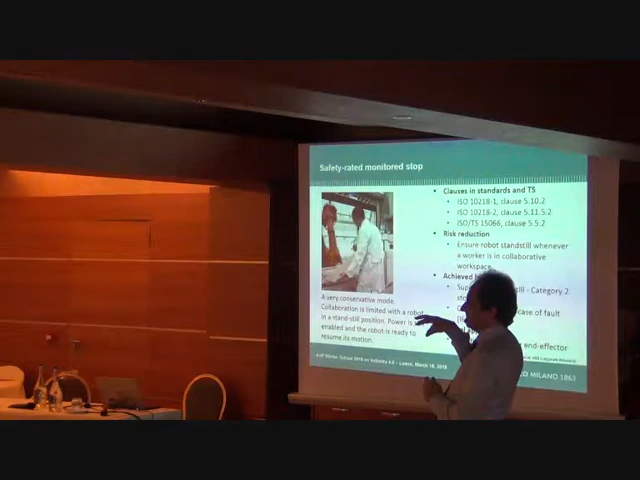 Safety-rated monitored stop
• Clauses in standards and TS
• ISO 10218-1, clause 5.10.2
• ISO 10218-2, clause 5.11.5.2
• ISO/TS 15066, clause 5.5.2
• Risk reduction
• Ensure robot standstill whenever
a worker is in collaborative
workspace
• Achieved
- Category 2
case of fault
end-effector
A very conservative mode.
Collaboration is limited with a robot
in a stand-still position. Power is
enabled and the robot is ready to
resume its motion.
MILANO 1863